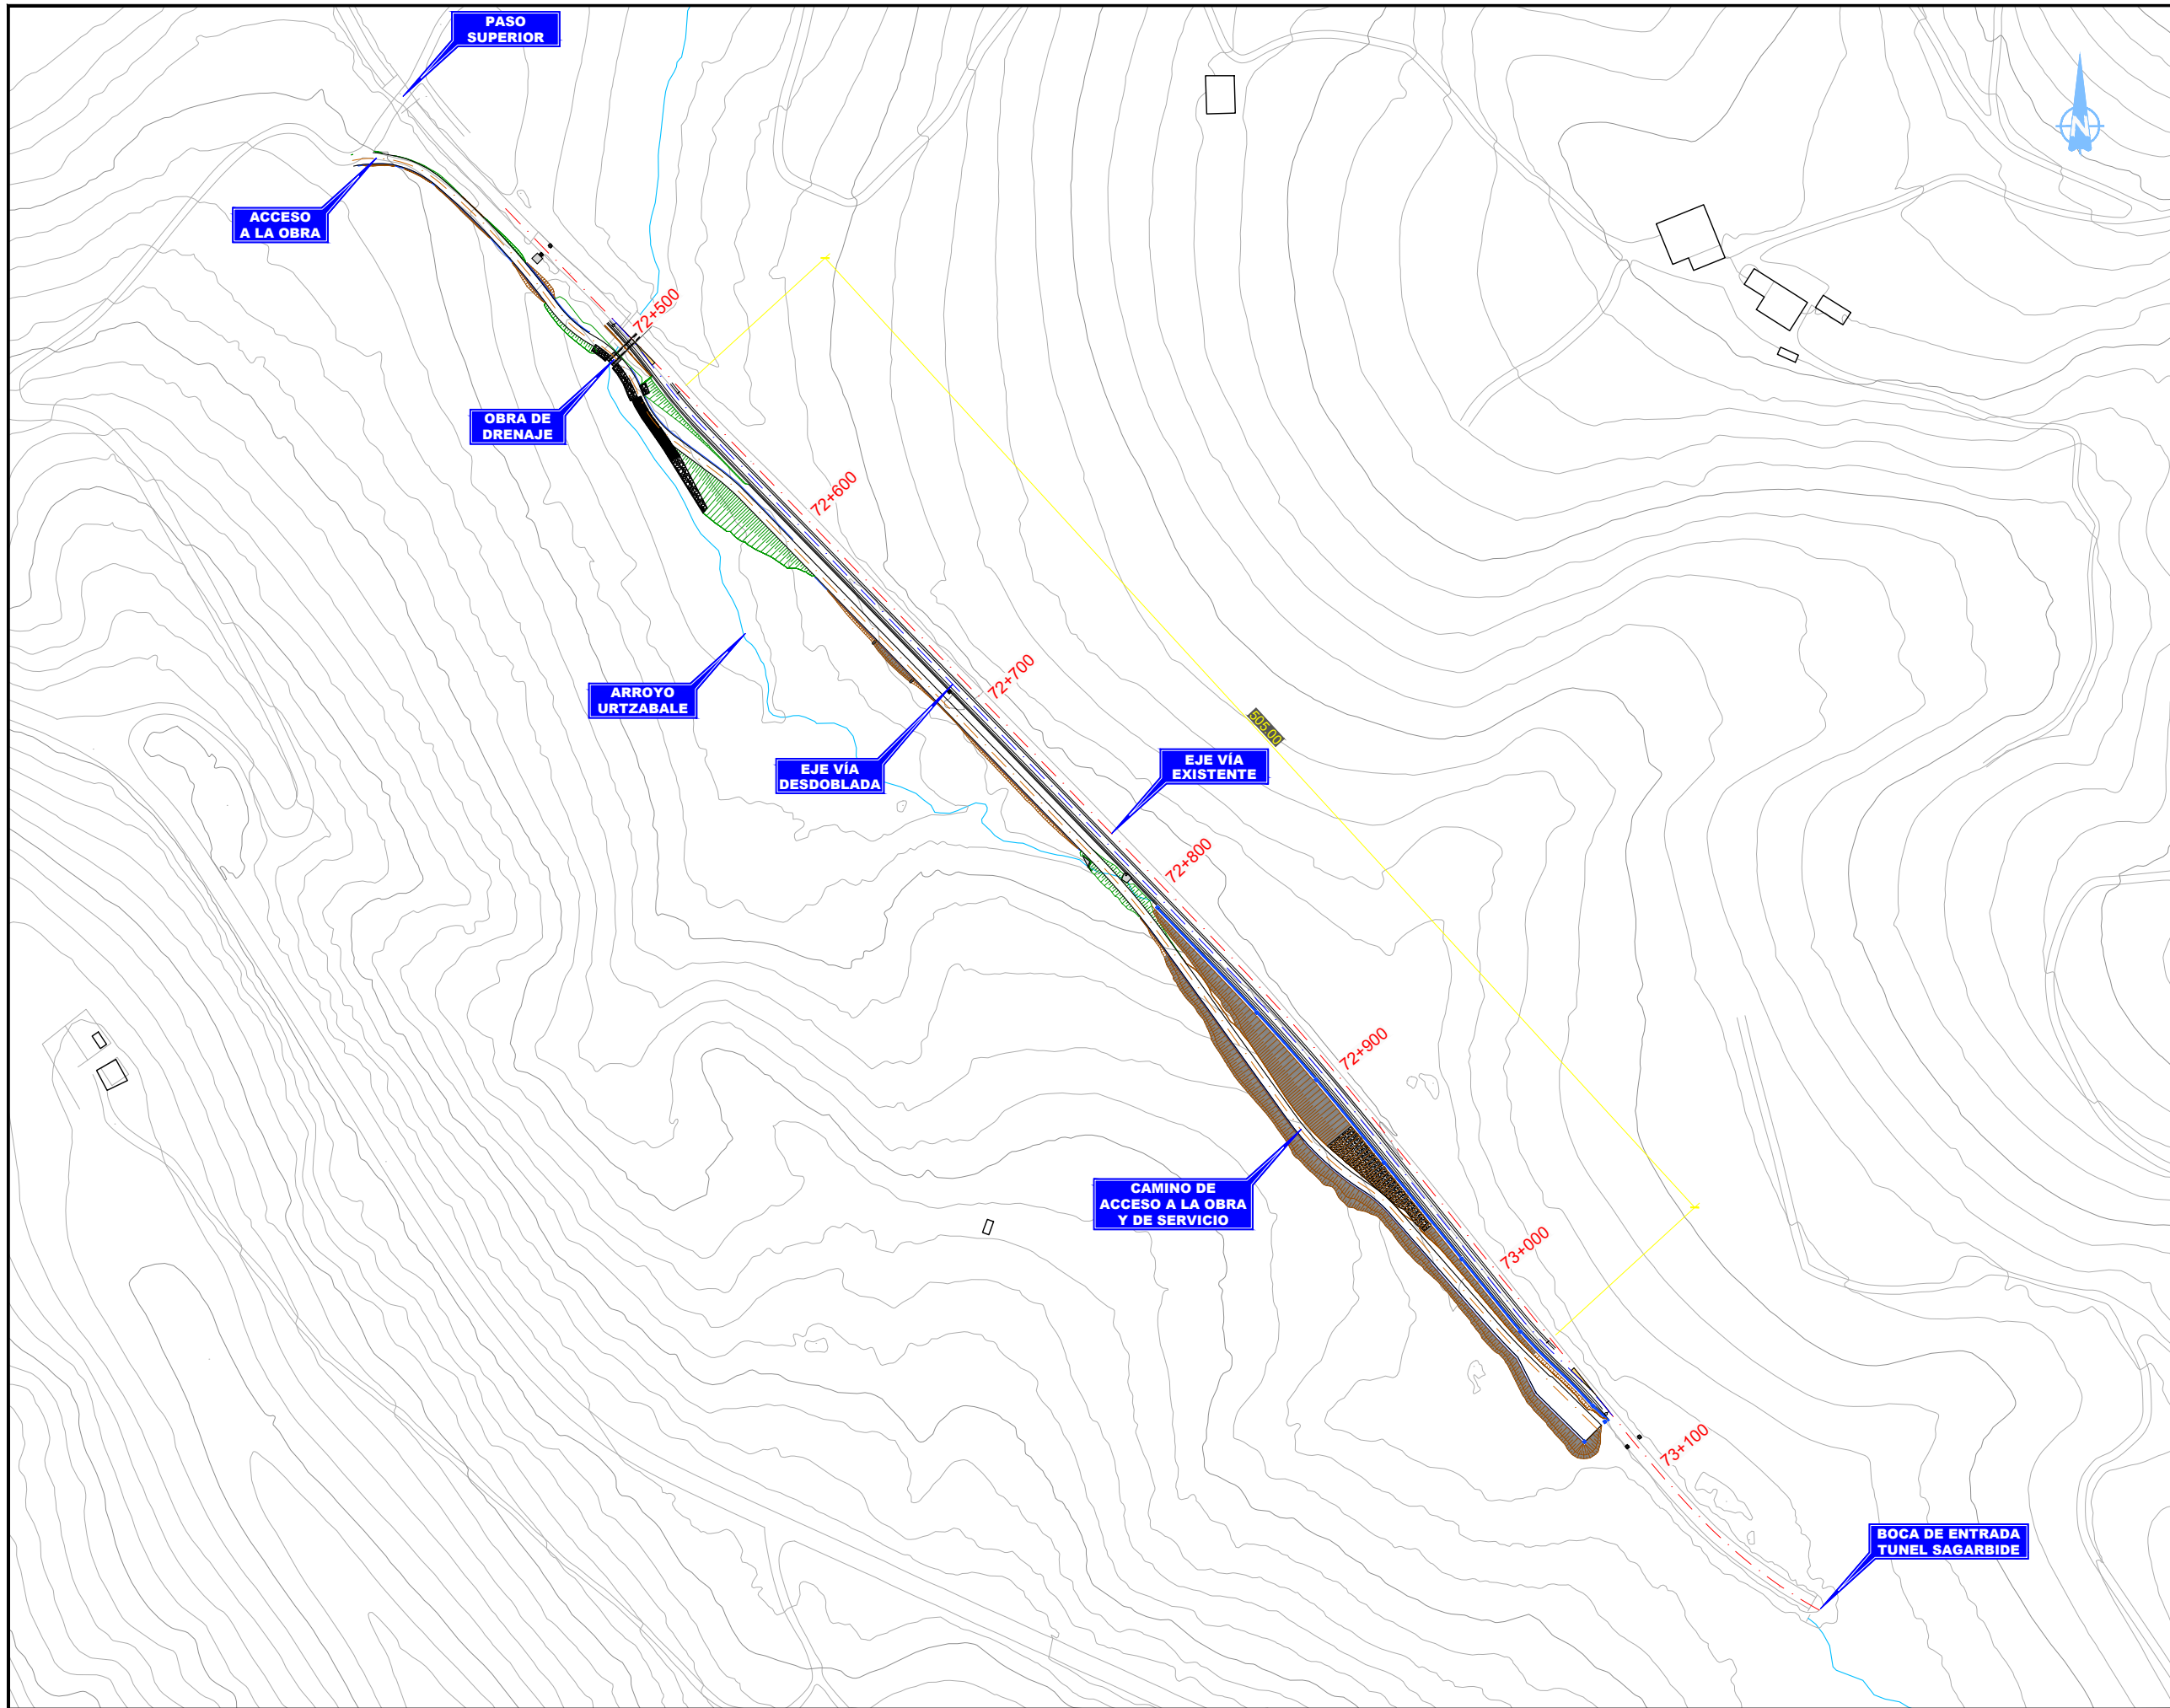 PASO
SUPERIOR
N
ACCESO
A LA OBRA
72+500
OBRA DE
DRENAJE
72+600
ARROYO
URTZABALE
72+700
505.00
EJE VÍA
DESDOBLADA
EJE VÍA
EXISTENTE
72+800
72+900
CAMINO DE
ACCESO A LA OBRA
Y DE SERVICIO
73+000
73+100
BOCA DE ENTRADA
TUNEL SAGARBIDE